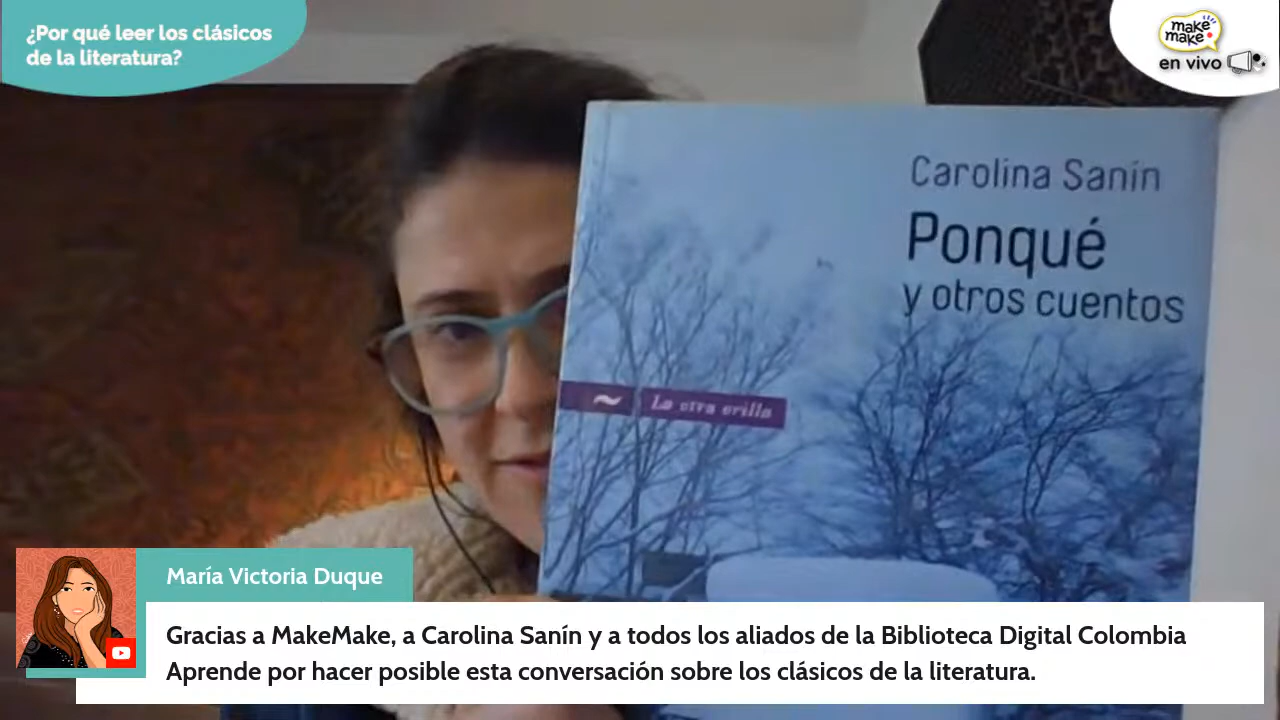 ¿Por qué leer los clásicos
de la literatura?
make
make
en vivo
Carolina Sanín
Ponqué
y otros cuentos
La otra orilla
María Victoria Duque
Gracias a MakeMake, a Carolina Sanín y a todos los aliados de la Biblioteca Digital Colombia
Aprende por hacer posible esta conversación sobre los clásicos de la literatura.